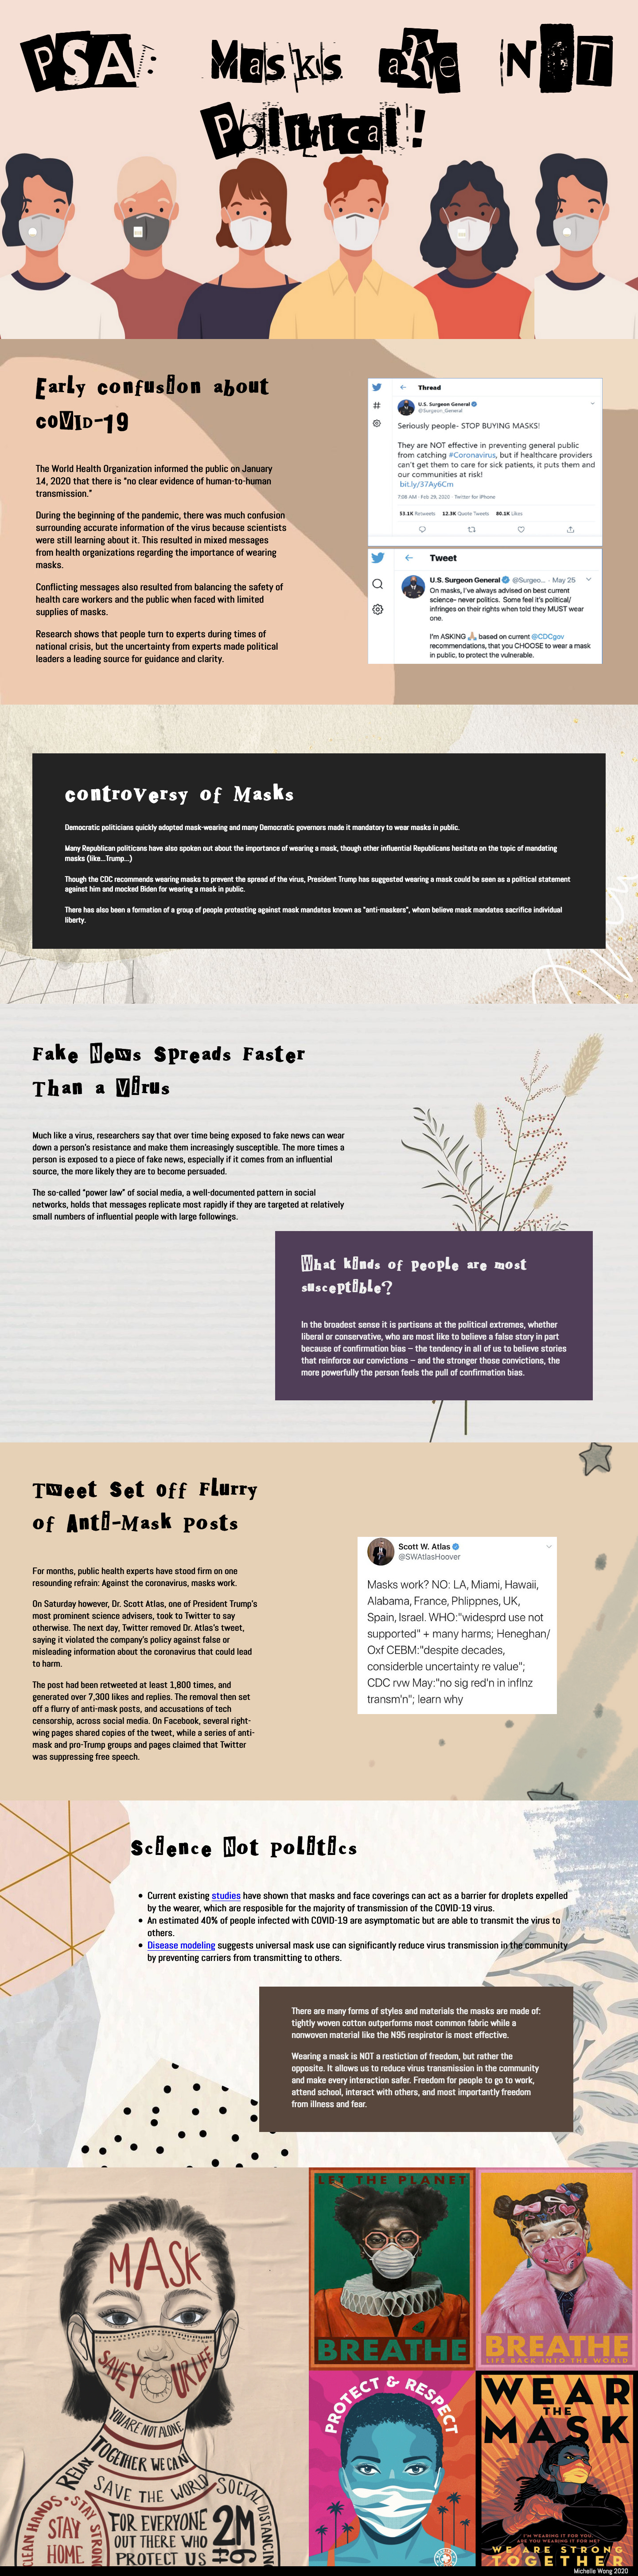 PSA: Masks are NOT
Political!
Early confusion about
coVID-19
The World Health Organization informed the public on January
14, 2020 that there is "no clear evidence of human-to-human
transmission."
During the beginning of the pandemic, there was much confusion
surrounding accurate information of the virus because scientists
were still learning about it. This resulted in mixed messages
from health organizations regarding the importance of wearing
masks.
Conflicting messages also resulted from balancing the safety of
health care workers and the public when faced with limited
supplies of masks.
Research shows that people turn to experts during times of
national crisis, but the uncertainty from experts made political
leaders a leading source for guidance and clarity.
Thread
U.S. Surgeon General
@Surgeon_General
Seriously people- STOP BUYING MASKS!
They are NOT effective in preventing general public
from catching #Coronavirus, but if healthcare providers
can't get them to care for sick patients, it puts them and
our communities at risk!
bit.ly/37Ay6Cm
7:08 AM · Feb 29, 2020 · Twitter for iPhone
53.1K Retweets 12.3K Quote Tweets 80.1K Likes
Tweet
U.S. Surgeon General @Surgeo... · May 25
On masks, I've always advised on best current
science- never politics. Some feel it's political/
infringes on their rights when told they MUST wear
one.
I'm ASKING 🙏🏼 based on current @CDCgov
recommendations, that you CHOOSE to wear a mask
in public, to protect the vulnerable.
controversy of Masks
Democratic politicians quickly adopted mask-wearing and many Democratic governors made it mandatory to wear masks in public.
Many Republican politicans have also spoken out about the importance of wearing a mask, though other influential Republicans hesitate on the topic of mandating
masks (like...Trump...)
Though the CDC recommends wearing masks to prevent the spread of the virus, President Trump has suggested wearing a mask could be seen as a political statement
against him and mocked Biden for wearing a mask in public.
There has also been a formation of a group of people protesting against mask mandates known as "anti-maskers", whom believe mask mandates sacrifice individual
liberty.
Fake News Spreads Faster
Than a Virus
Much like a virus, researchers say that over time being exposed to fake news can wear
down a person's resistance and make them increasingly susceptible. The more times a
person is exposed to a piece of fake news, especially if it comes from an influential
source, the more likely they are to become persuaded.
The so-called "power law" of social media, a well-documented pattern in social
networks, holds that messages replicate most rapidly if they are targeted at relatively
small numbers of influential people with large followings.
What kinds of people are most
susceptible?
In the broadest sense it is partisans at the political extremes, whether
liberal or conservative, who are most like to believe a false story in part
because of confirmation bias – the tendency in all of us to believe stories
that reinforce our convictions – and the stronger those convictions, the
more powerfully the person feels the pull of confirmation bias.
Tweet Set off Flurry
of Anti-Mask Posts
For months, public health experts have stood firm on one
resounding refrain: Against the coronavirus, masks work.
On Saturday however, Dr. Scott Atlas, one of President Trump's
most prominent science advisers, took to Twitter to say
otherwise. The next day, Twitter removed Dr. Atlas's tweet,
saying it violated the company's policy against false or
misleading information about the coronavirus that could lead
to harm.
The post had been retweeted at least 1,800 times, and
generated over 7,300 likes and replies. The removal then set
off a flurry of anti-mask posts, and accusations of tech
censorship, across social media. On Facebook, several right-
wing pages shared copies of the tweet, while a series of anti-
mask and pro-Trump groups and pages claimed that Twitter
was suppressing free speech.
Scott W. Atlas
@SWAtlasHoover
Masks work? NO: LA, Miami, Hawaii,
Alabama, France, Phlippnes, UK,
Spain, Israel. WHO:"widesprd use not
supported" + many harms; Heneghan/
Oxf CEBM:"despite decades,
considerble uncertainty re value";
CDC rvw May:"no sig red'n in inflnz
transm'n"; learn why
Science Not Politics
Current existing studies have shown that masks and face coverings can act as a barrier for droplets expelled
by the wearer, which are resposible for the majority of transmission of the COVID-19 virus.
An estimated 40% of people infected with COVID-19 are asymptomatic but are able to transmit the virus to
others.
Disease modeling suggests universal mask use can significantly reduce virus transmission in the community
by preventing carriers from transmitting to others.
There are many forms of styles and materials the masks are made of:
tightly woven cotton outperforms most common fabric while a
nonwoven material like the N95 respirator is most effective.
Wearing a mask is NOT a restiction of freedom, but rather the
opposite. It allows us to reduce virus transmission in the community
and make every interaction safer. Freedom for people to go to work,
attend school, interact with others, and most importantly freedom
from illness and fear.
MASK
SAVEY UR LIFE
YOU ARE NOT ALONE
TOGETHER WE CAN
RELAX
SAVE THE WORLD
SOCIAL DISTANCING
CLEAN HANDS
STAY STRONG
STAY
HOME
FOR EVERYONE
OUT THERE WHO
PROTECT US
2M
LET THE PLANET
BREATHE
BREATHE
LIFE BACK INTO THE WORLD
PROTECT & RESPECT
WEAR
THE
MASK
I'M WEARING IT FOR YOU,
ARE YOU WEARING IT FOR ME?
WE ARE STRONG
TOGETHER
Michelle Wong 2020